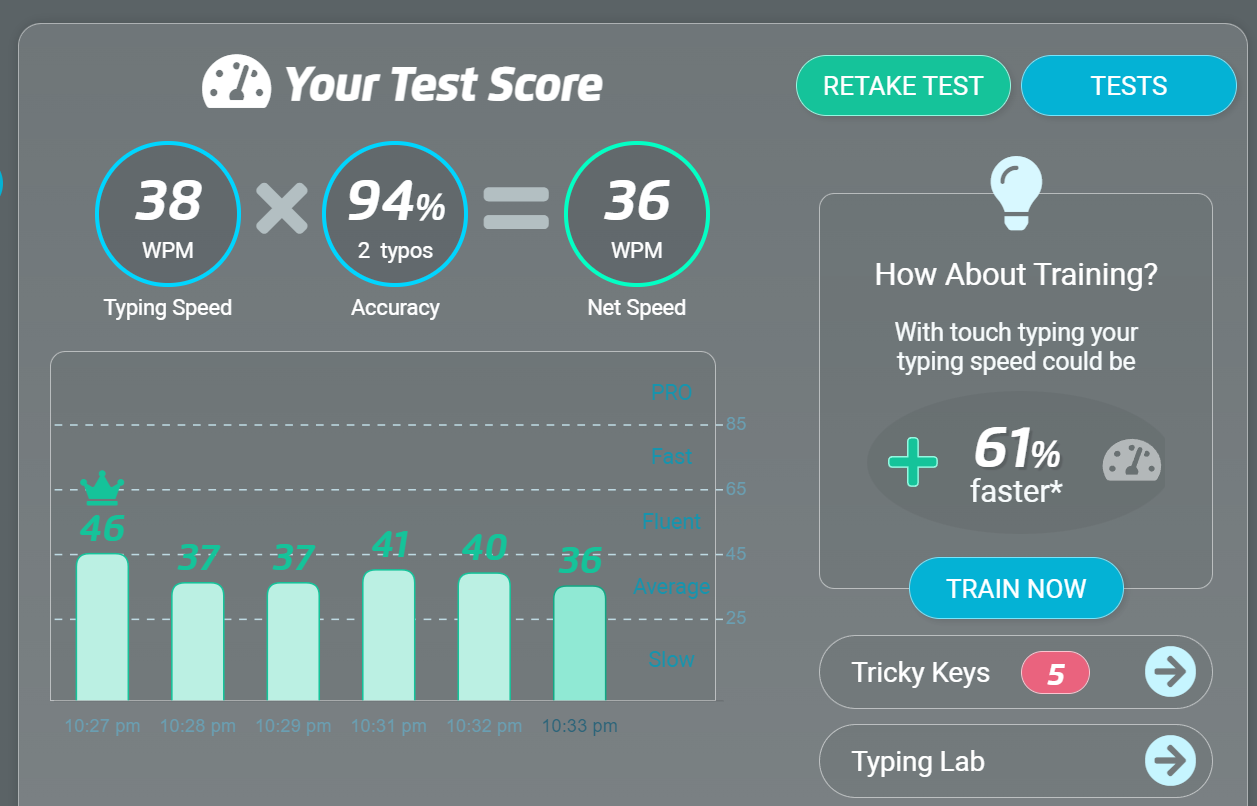 Your Test Score
RETAKE TEST
TESTS
38
WPM
Typing Speed
94%
2 typos
Accuracy
36
WPM
Net Speed
PRO
85
Fast
65
Fluent
45
Average
25
Slow
46
37
37
41
40
36
10:27 pm
10:28 pm
10:29 pm
10:31 pm
10:32 pm
10:33 pm
How About Training?
With touch typing your
typing speed could be
61%
faster*
TRAIN NOW
Tricky Keys 5
Typing Lab